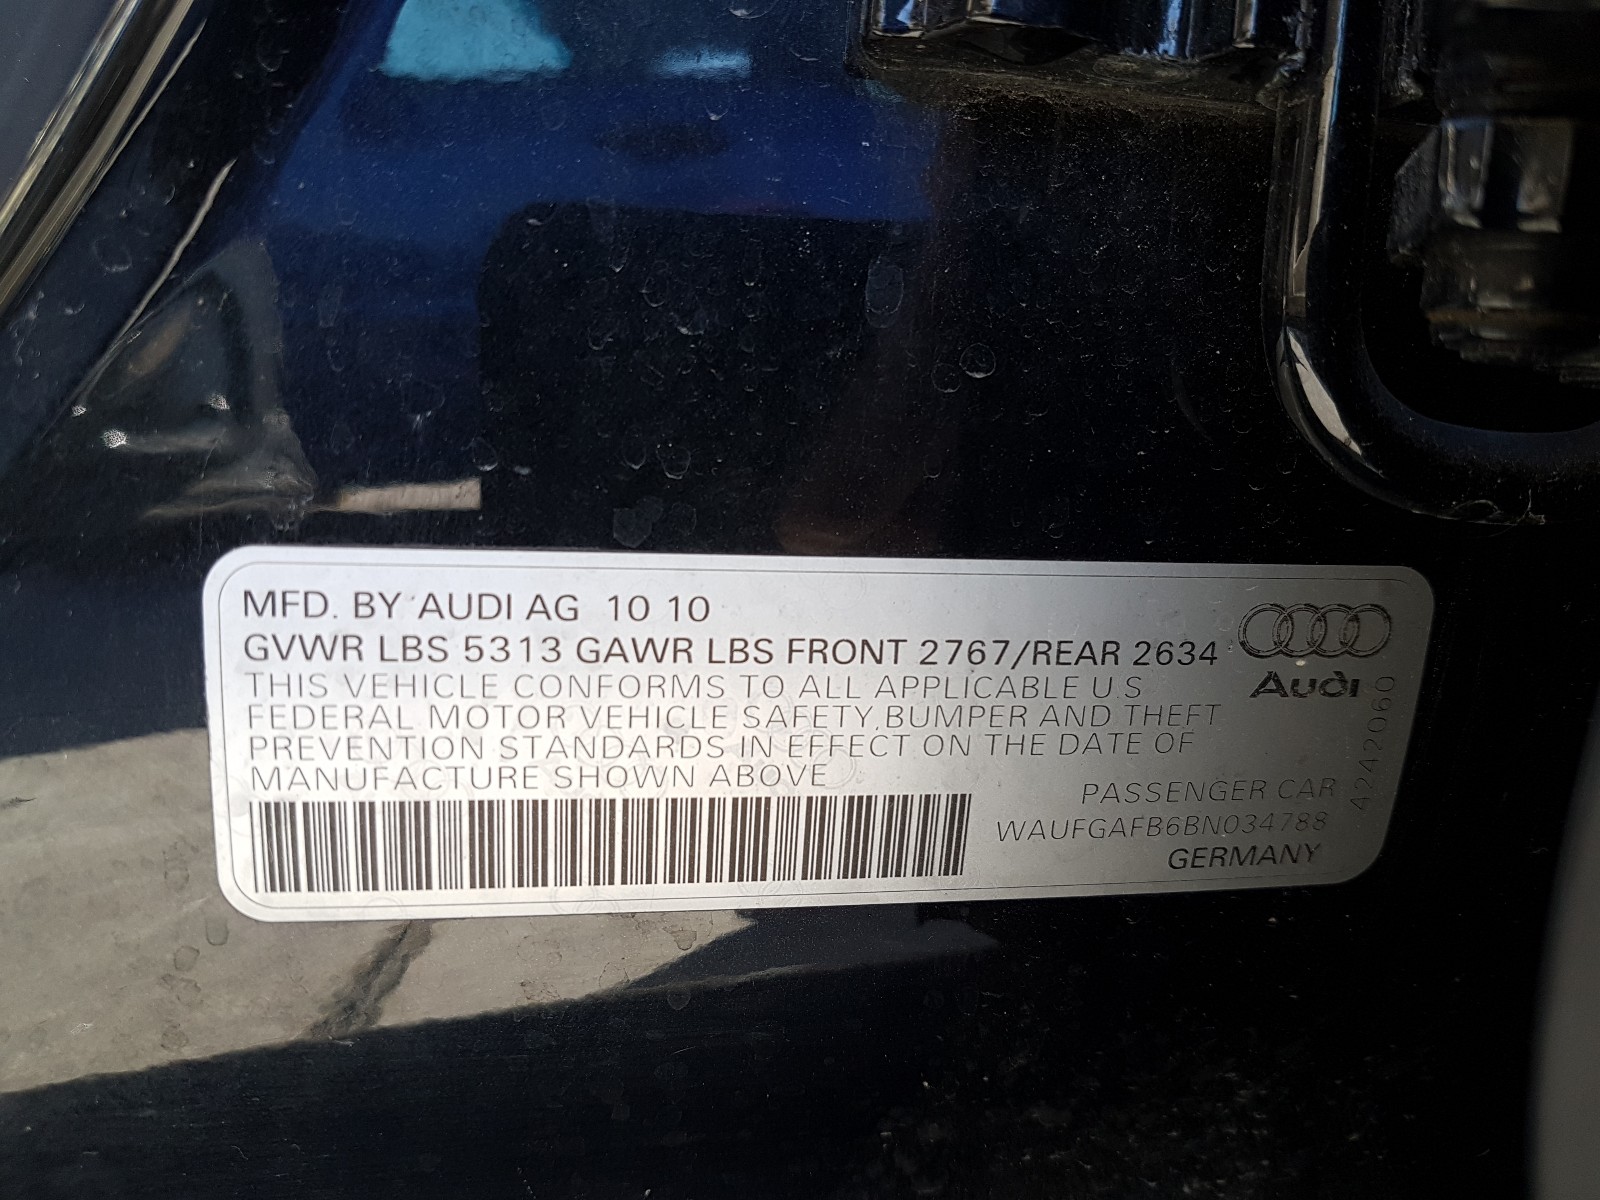 MFD. BY AUDI AG 10 10
GVWR LBS 5313 GAWR LBS FRONT 2767/REAR 2634
THIS VEHICLE CONFORMS TO ALL APPLICABLE U S
FEDERAL MOTOR VEHICLE SAFETY, BUMPER AND THEFT
PREVENTION STANDARDS IN EFFECT ON THE DATE OF
MANUFACTURE SHOWN ABOVE
Audi
4242060
PASSENGER CAR
WAUFGAFB6BN034788
GERMANY